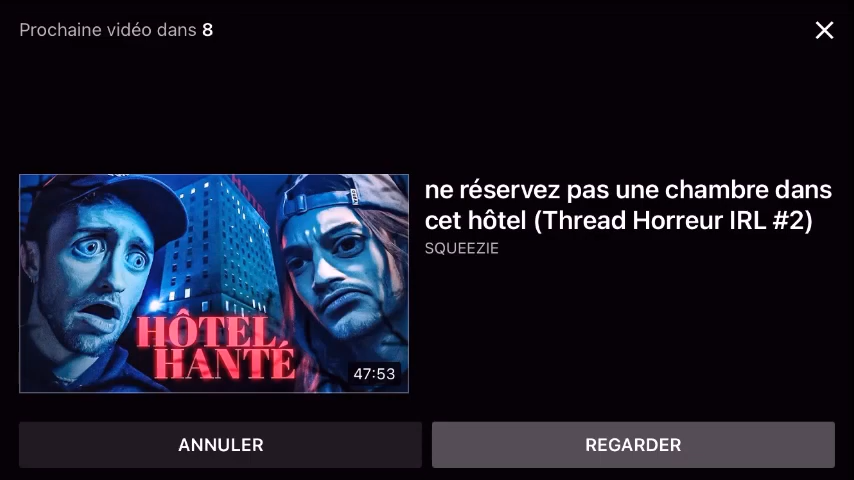 Prochaine vidéo dans 8
ne réservez pas une chambre dans
cet hôtel (Thread Horreur IRL #2)
SQUEEZIE
HOTEL
HÔTEL
HANTÉ
47:53
ANNULER
REGARDER